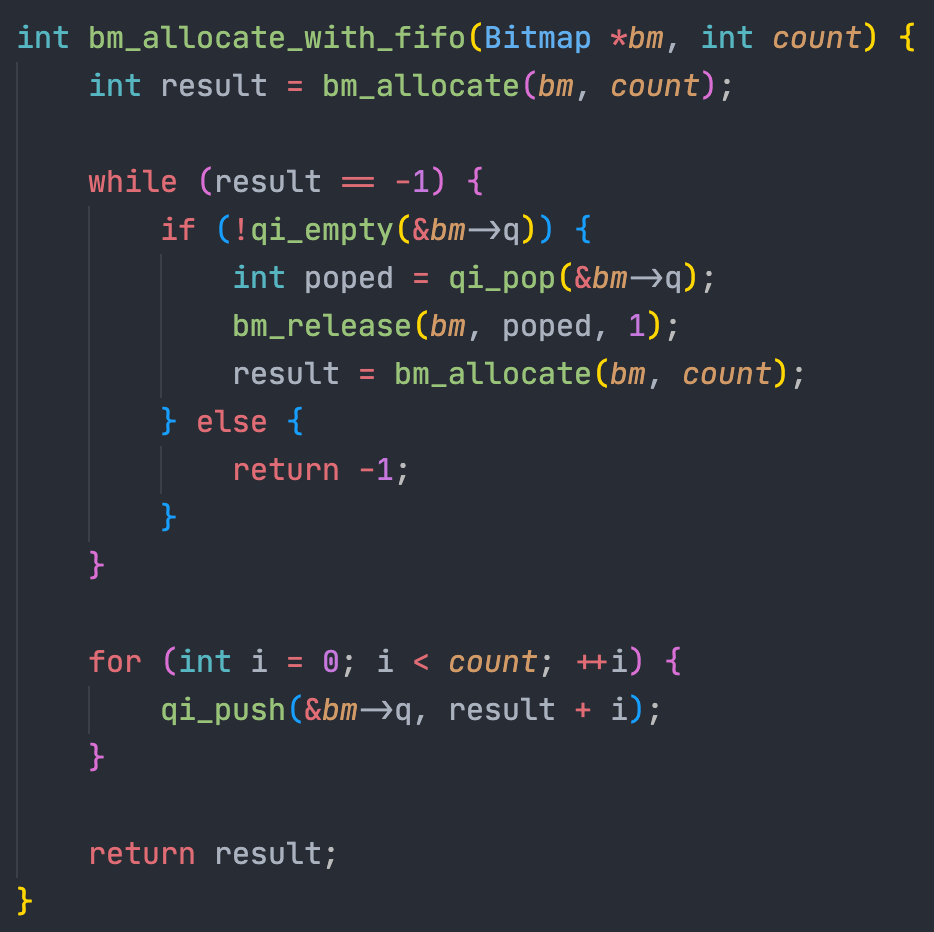 int bm_allocate_with_fifo(Bitmap *bm, int count) {
    int result = bm_allocate(bm, count);

    while (result == -1) {
        if (!qi_empty(&bm->q)) {
            int poped = qi_pop(&bm->q);
            bm_release(bm, poped, 1);
            result = bm_allocate(bm, count);
        } else {
            return -1;
        }
    }

    for (int i = 0; i < count; ++i) {
        qi_push(&bm->q, result + i);
    }

    return result;
}